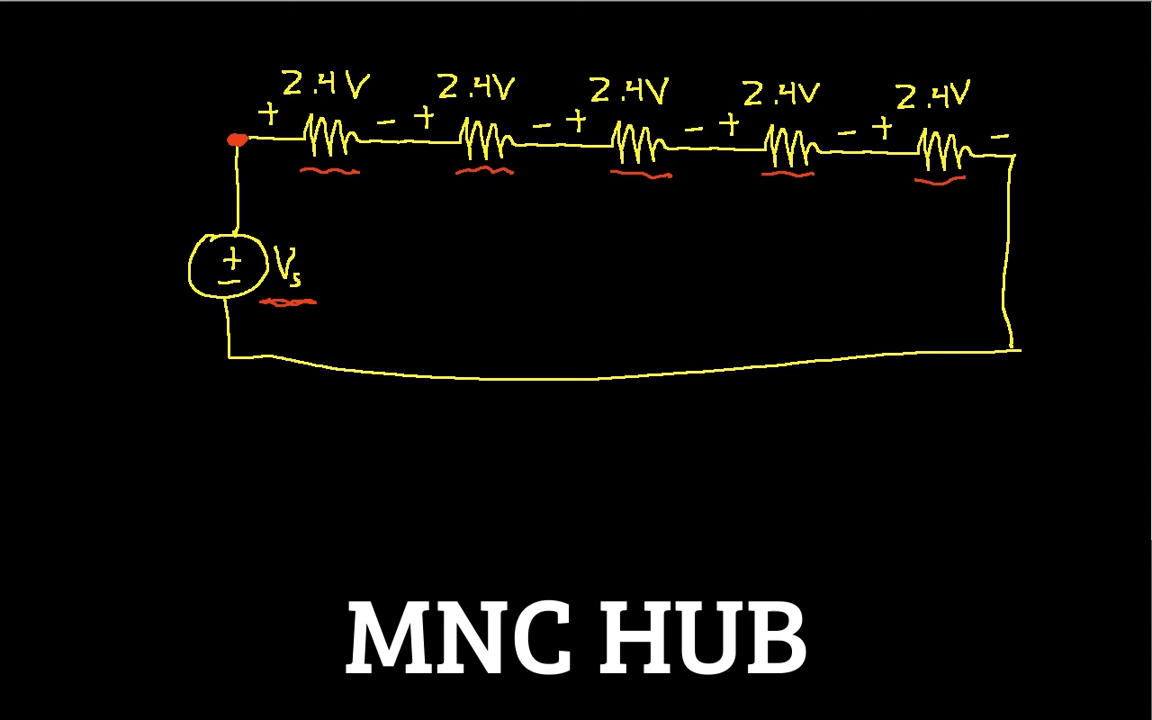 2.4V 2.4V 2.4V 2.4V 2.4V
+ - + - + - + - + -
+
-
Vs
MNC HUB